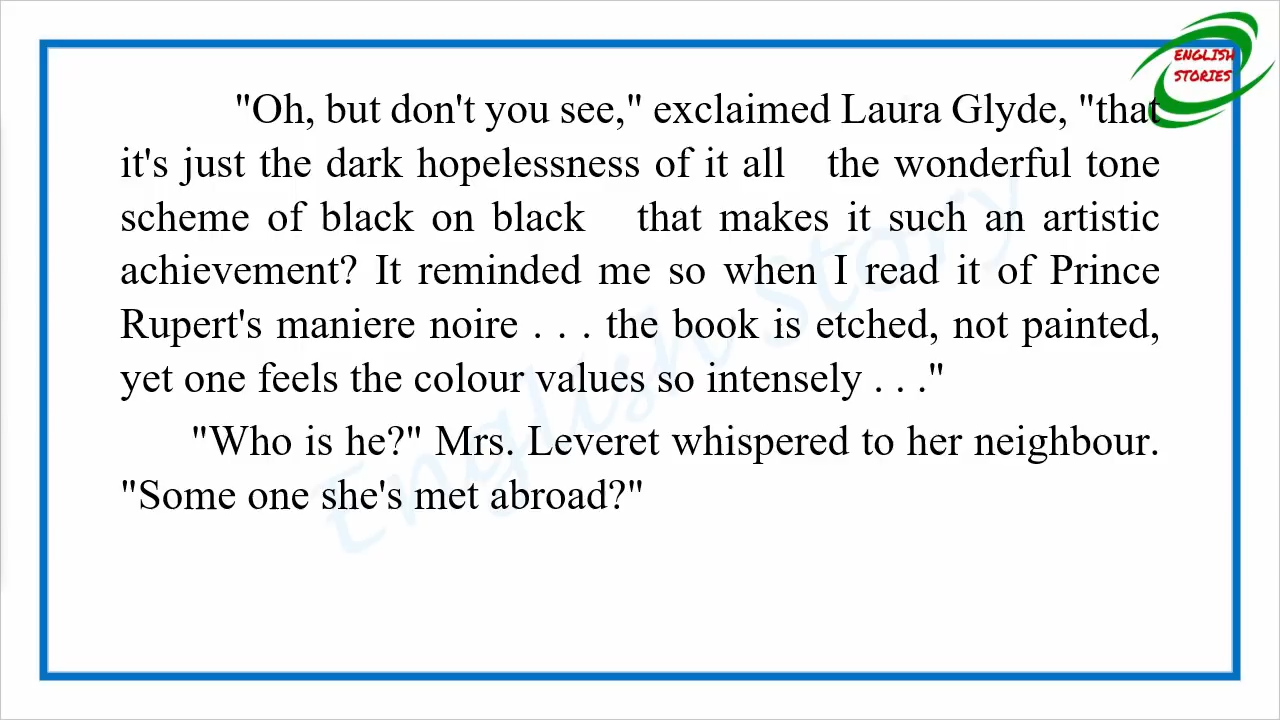 ENGLISH
STORIES
"Oh, but don't you see," exclaimed Laura Glyde, "that
it's just the dark hopelessness of it all the wonderful tone
scheme of black on black that makes it such an artistic
achievement? It reminded me so when I read it of Prince
Rupert's maniere noire . . . the book is etched, not painted,
yet one feels the colour values so intensely . . ."
"Who is he?" Mrs. Leveret whispered to her neighbour.
"Some one she's met abroad?"
English Story